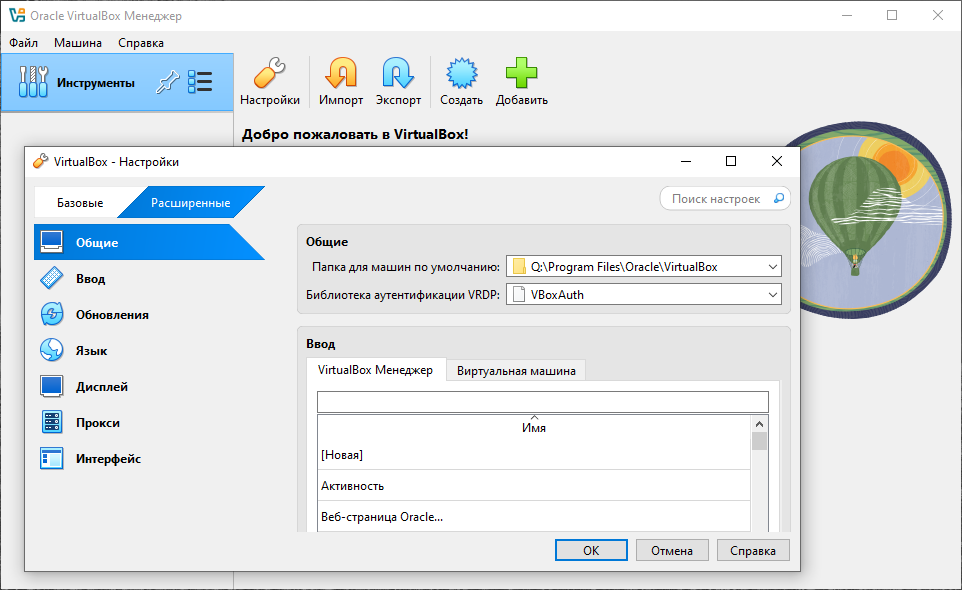 Oracle VirtualBox Менеджер
Файл Машина Справка
Инструменты
Настройки Импорт Экспорт Создать Добавить
Добро пожаловать в VirtualBox!
VirtualBox - Настройки
Базовые Расширенные
Поиск настроек
Общие
Ввод
Обновления
Язык
Дисплей
Прокси
Интерфейс
Общие
Папка для машин по умолчанию: Q:\Program Files\Oracle\VirtualBox
Библиотека аутентификации VRDP: VBoxAuth
Ввод
VirtualBox Менеджер Виртуальная машина
Имя
[Новая]
Активность
Веб-страница Oracle...
OK Отмена Справка